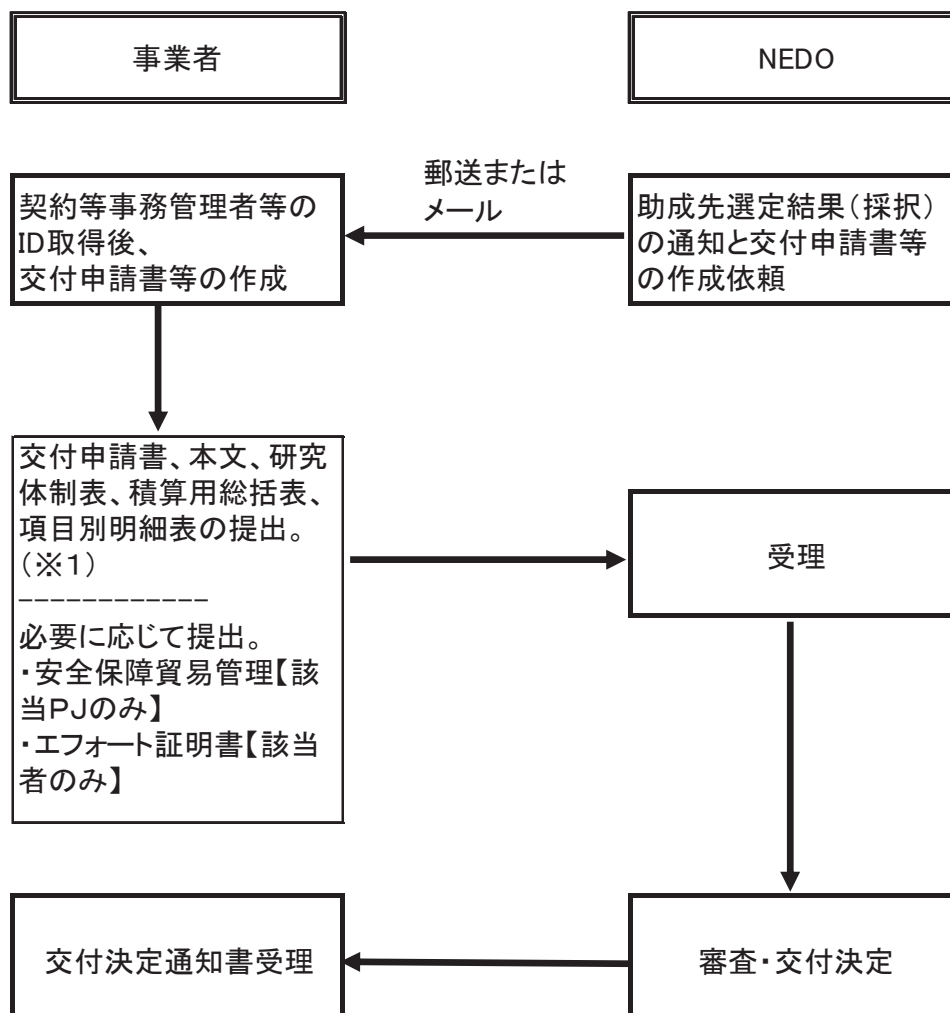 事業者
NEDO
郵送または
メール
契約等事務管理者等の
ID取得後、
交付申請書等の作成
助成先選定結果(採択)
の通知と交付申請書等
の作成依頼
交付申請書、本文、研究
体制表、積算用総括表、
項目別明細表の提出。
(※1)
------------
必要に応じて提出。
・安全保障貿易管理【該
当PJのみ】
・エフォート証明書【該当
者のみ】
受理
交付決定通知書受理
審査・交付決定